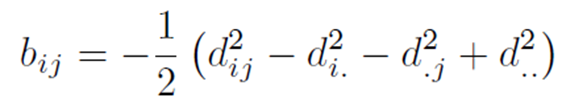 $b_{ij} = -\frac{1}{2} \left( d_{ij}^2 - d_{i.}^2 - d_{.j}^2 + d_{..}^2 \right)$